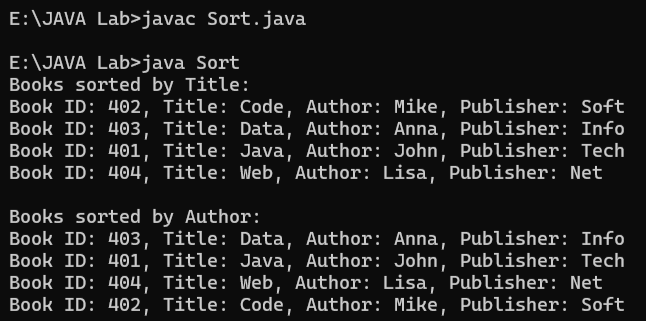 E:\JAVA Lab>javac Sort.java
E:\JAVA Lab>java Sort
Books sorted by Title:
Book ID: 402, Title: Code, Author: Mike, Publisher: Soft
Book ID: 403, Title: Data, Author: Anna, Publisher: Info
Book ID: 401, Title: Java, Author: John, Publisher: Tech
Book ID: 404, Title: Web, Author: Lisa, Publisher: Net
Books sorted by Author:
Book ID: 403, Title: Data, Author: Anna, Publisher: Info
Book ID: 401, Title: Java, Author: John, Publisher: Tech
Book ID: 404, Title: Web, Author: Lisa, Publisher: Net
Book ID: 402, Title: Code, Author: Mike, Publisher: Soft